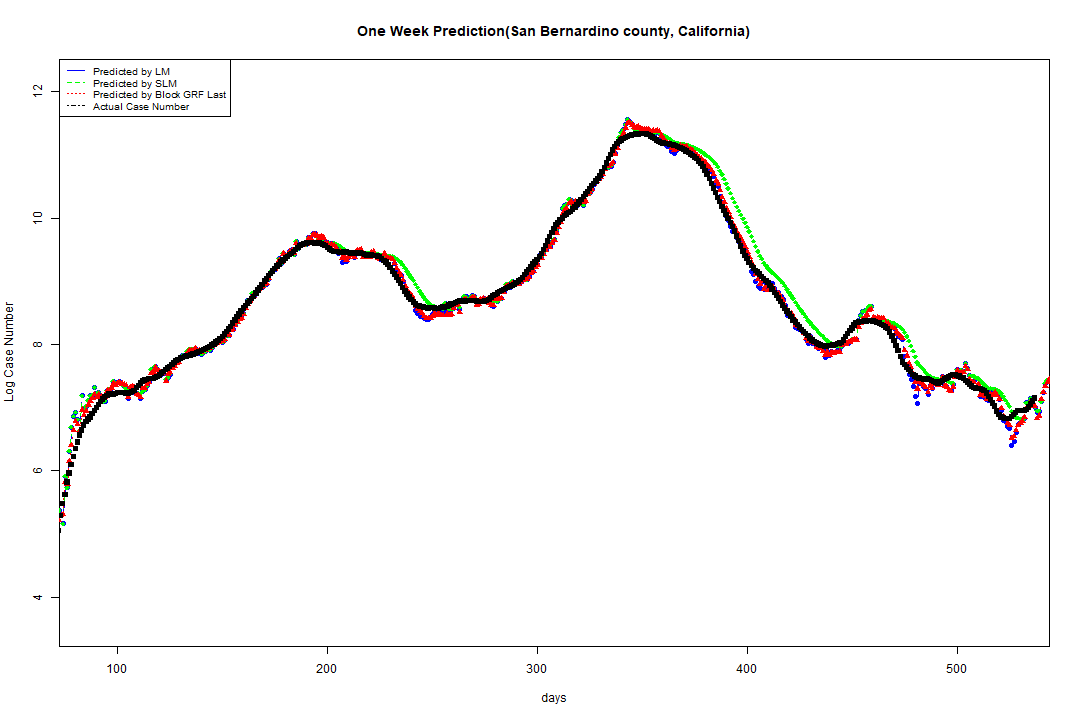 One Week Prediction(San Bernardino county, California)
Predicted by LM
Predicted by SLM
Predicted by Block GRF Last
Actual Case Number
12
10
8
6
4
Log Case Number
100 200 300 400 500
days